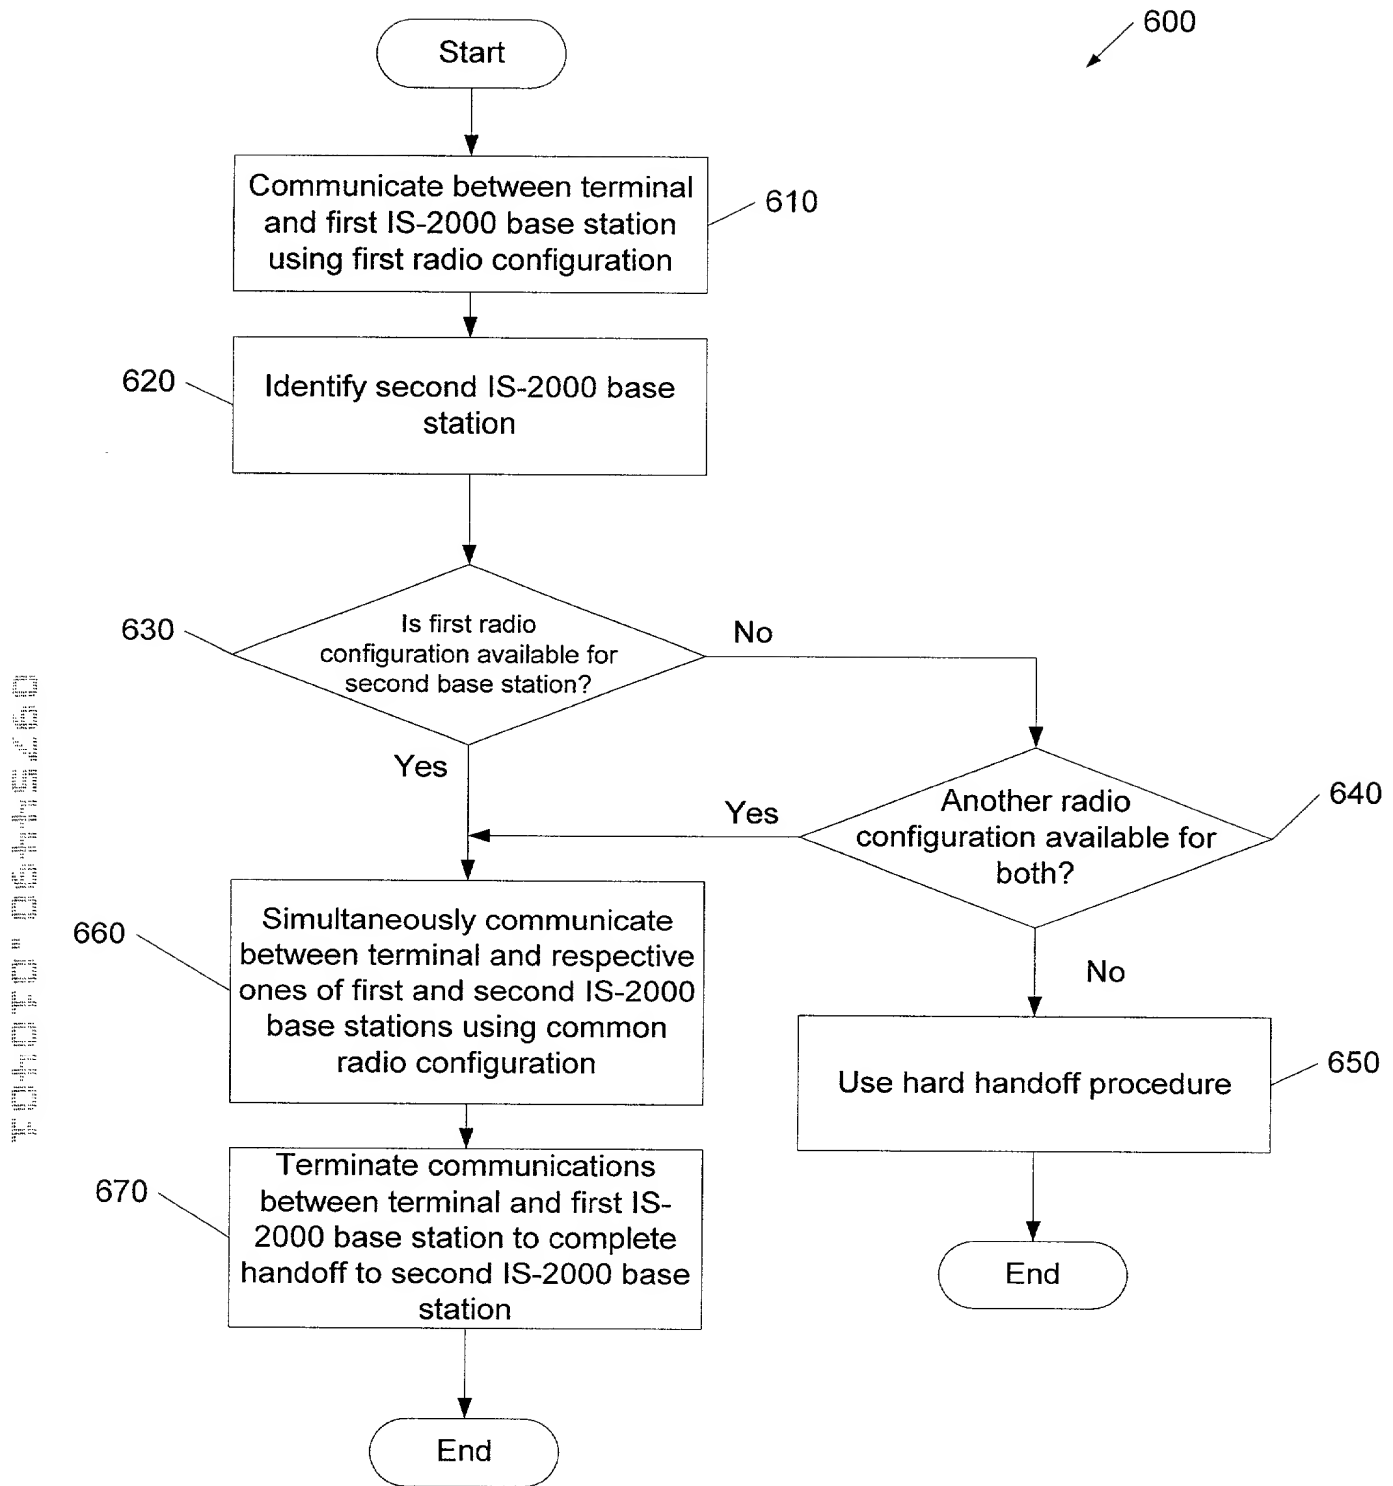 600
Start
Communicate between terminal
and first IS-2000 base station
using first radio configuration
610
620
Identify second IS-2000 base
station
630
Is first radio
configuration available for
second base station?
No
Yes
Another radio
configuration available for
both?
640
Yes
No
660
Simultaneously communicate
between terminal and respective
ones of first and second IS-2000
base stations using common
radio configuration
Use hard handoff procedure
650
670
Terminate communications
between terminal and first IS-
2000 base station to complete
handoff to second IS-2000 base
station
End
End